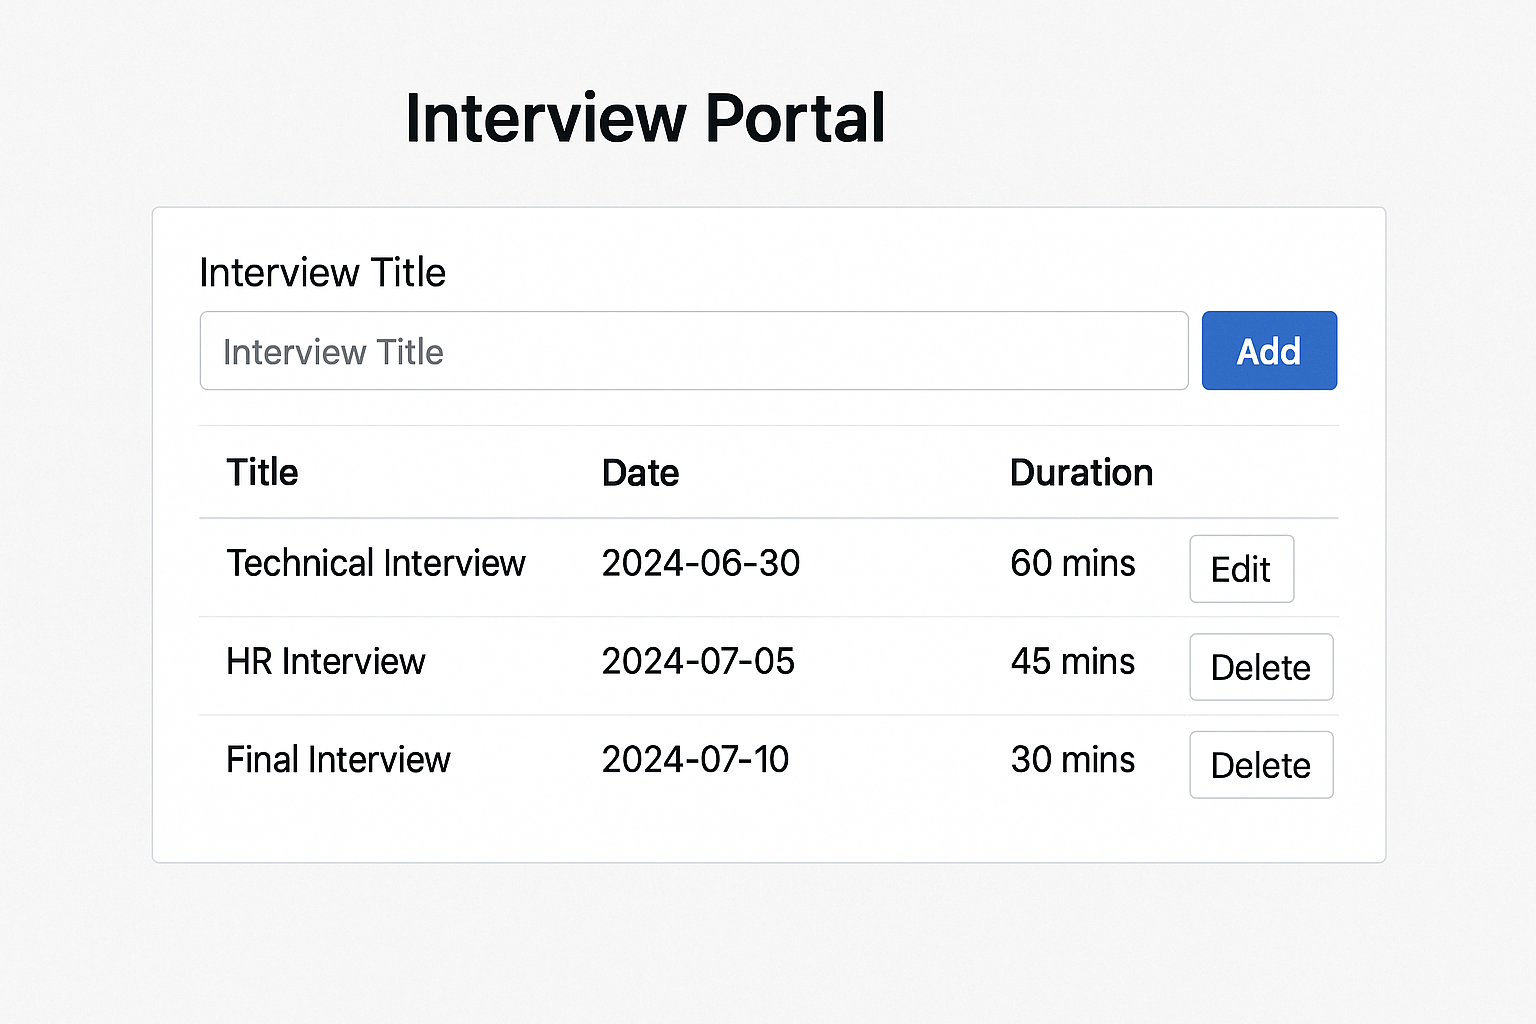 Interview Portal
Interview Title
Interview Title
Add
Title Date Duration
Technical Interview 2024-06-30 60 mins Edit
HR Interview 2024-07-05 45 mins Delete
Final Interview 2024-07-10 30 mins Delete